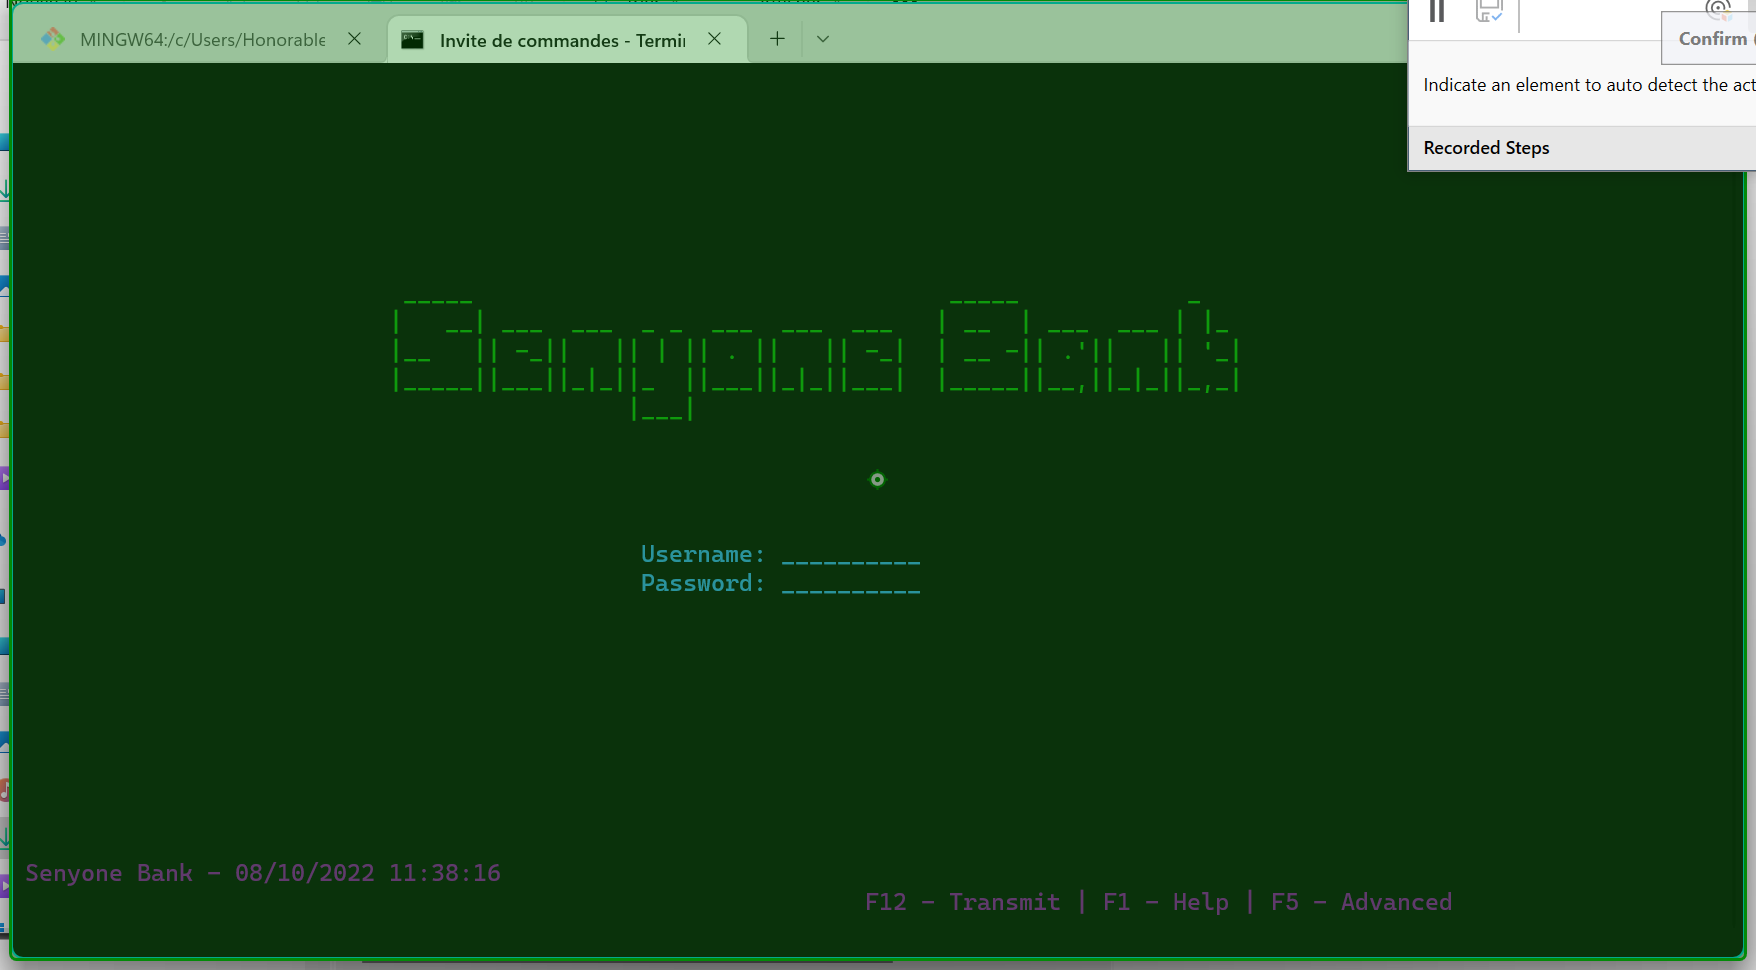 MINGW64:/c/Users/Honorable
Invite de commandes - Termi
Confirm
Indicate an element to auto detect the act
Recorded Steps
Senyone Bank
Username: __________
Password: __________
Senyone Bank - 08/10/2022 11:38:16
F12 - Transmit | F1 - Help | F5 - Advanced